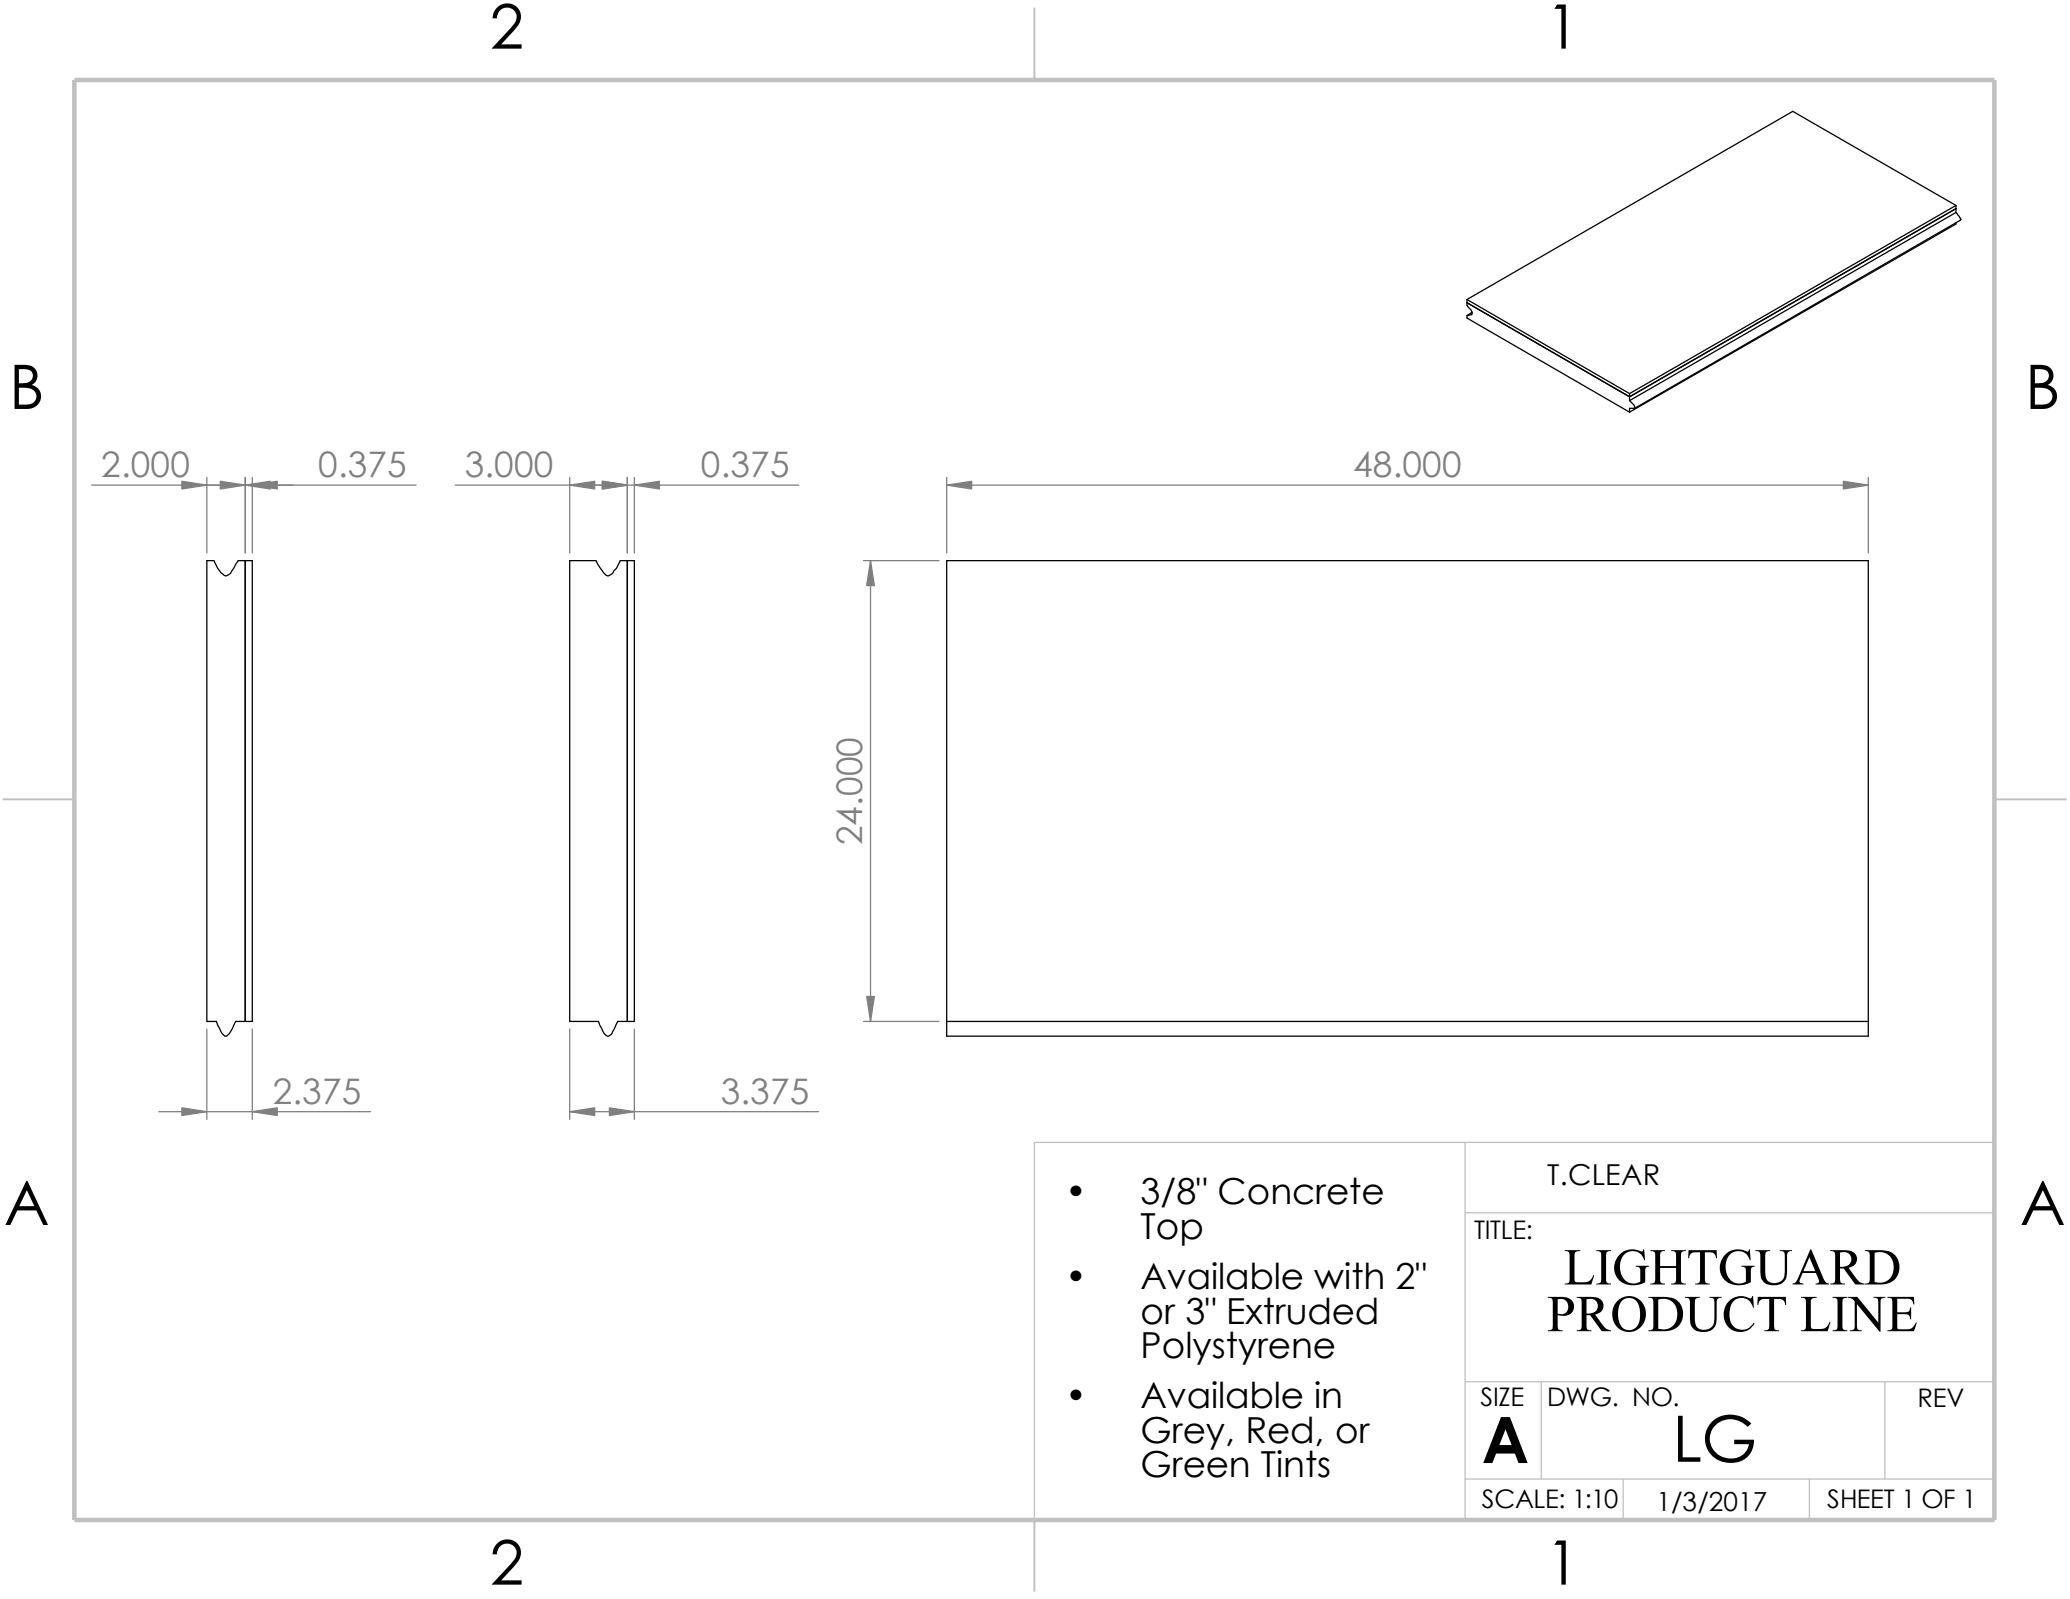 2
1
B
B
2.000
0.375
3.000
0.375
48.000
24.000
2.375
3.375
A
A
• 3/8" Concrete
Top
• Available with 2"
or 3" Extruded
Polystyrene
• Available in
Grey, Red, or
Green Tints
T.CLEAR
TITLE:
LIGHTGUARD
PRODUCT LINE
SIZE
A
DWG. NO.
LG
REV
SCALE: 1:10
1/3/2017
SHEET 1 OF 1
2
1